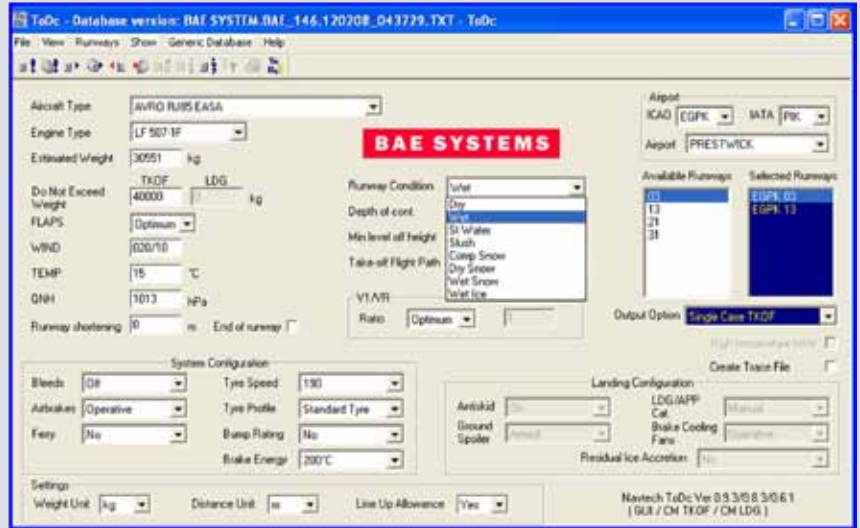 ToDc - Database version: BAE SYSTEM.BAE_146.120208_043729.TXT - ToDc
File View Runways Show Generic Database Help
Aircraft Type AVRO RJ85 EASA
Engine Type LF 507-1F
Estimated Weight 30551 kg
TKOF LDG
Do Not Exceed Weight 40000 0 kg
FLAPS Optimum
WIND 020/10
TEMP 15 °C
QNH 1013 hPa
Runway shortening 0 m End of runway
BAE SYSTEMS
Runway Condition Wet
Dry
Wet
St Water
Slush
Comp Snow
Dry Snow
Wet Snow
Wet Ice
Depth of cont.
Min level off height
Take-off Flight Path
V1/VR
Ratio Optimum 1
Airport
ICAO EGPK IATA PIK
Airport PRESTWICK
Available Runways Selected Runways
03 EGPK 03
13 EGPK 13
21
31
Output Option Single Case TKOF
High temperature
Create Trace File
System Configuration
Bleeds Off Tyre Speed 190
Airbrakes Operative Tyre Profile Standard Tyre
Ferry No Bump Rating No
Brake Energy 200°C
Landing Configuration
Antiskid On LDG/APP Cat. Manual
Ground Spoiler Armed Brake Cooling Fans Operative
Residual Ice Accretion No
Settings
Weight Unit kg Distance Unit m Line Up Allowance Yes
Navtech ToDc Ver 0.9.3/0.8.3/0.6.1
( GUI / CM TKOF / CM LDG )